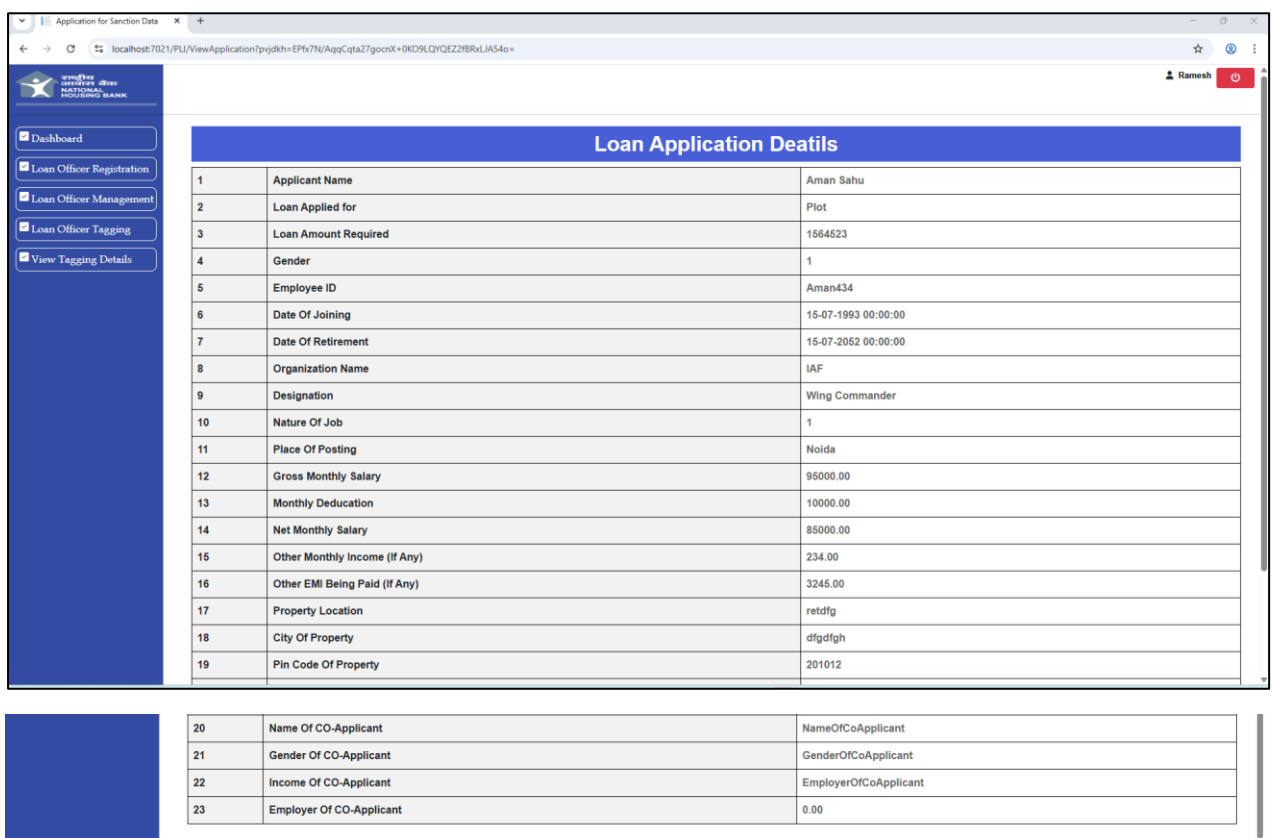 Application for Sanction Data
localhost:7021/PLI/ViewApplication?pvjdkh=EPfx7N/AqqCqta27gocnX+0KO9LQYQEZ2fBRxLJA54o=
राष्ट्रीय
आवास बैंक
NATIONAL
HOUSING BANK
Ramesh
Dashboard
Loan Officer Registration
Loan Officer Management
Loan Officer Tagging
View Tagging Details
Loan Application Deatils
1 Applicant Name Aman Sahu
2 Loan Applied for Plot
3 Loan Amount Required 1564523
4 Gender 1
5 Employee ID Aman434
6 Date Of Joining 15-07-1993 00:00:00
7 Date Of Retirement 15-07-2052 00:00:00
8 Organization Name IAF
9 Designation Wing Commander
10 Nature Of Job 1
11 Place Of Posting Noida
12 Gross Monthly Salary 95000.00
13 Monthly Deducation 10000.00
14 Net Monthly Salary 85000.00
15 Other Monthly Income (If Any) 234.00
16 Other EMI Being Paid (If Any) 3245.00
17 Property Location retdfg
18 City Of Property dfgdfgh
19 Pin Code Of Property 201012
20 Name Of CO-Applicant NameOfCoApplicant
21 Gender Of CO-Applicant GenderOfCoApplicant
22 Income Of CO-Applicant EmployerOfCoApplicant
23 Employer Of CO-Applicant 0.00